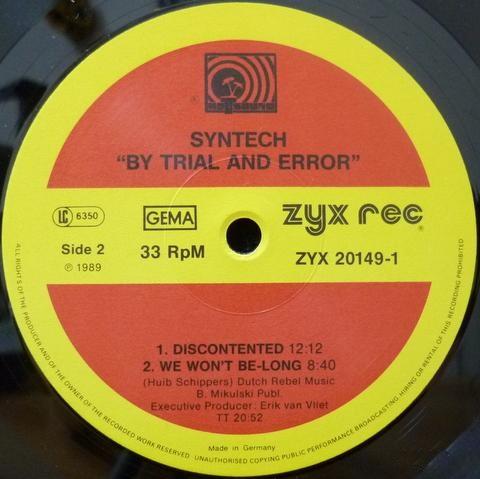 SYNTECH
"BY TRIAL AND ERROR"
LC 6350
GEMA
zyx rec
®
Side 2
33 RpM
ZYX 20149-1
℗ 1989
1. DISCONTENTED 12:12
2. WE WON'T BE-LONG 8:40
(Huib Schippers) Dutch Rebel Music
B. Mikulski Publ.
Executive Producer: Erik van Vliet
TT 20:52
Made in Germany
ALL RIGHTS OF THE PRODUCER AND OF THE OWNER OF THE RECORDED WORK RESERVED. UNAUTHORISED COPYING PUBLIC PERFORMANCE BROADCASTING, HIRING OR RENTAL OF THIS RECORDING PROHIBITED